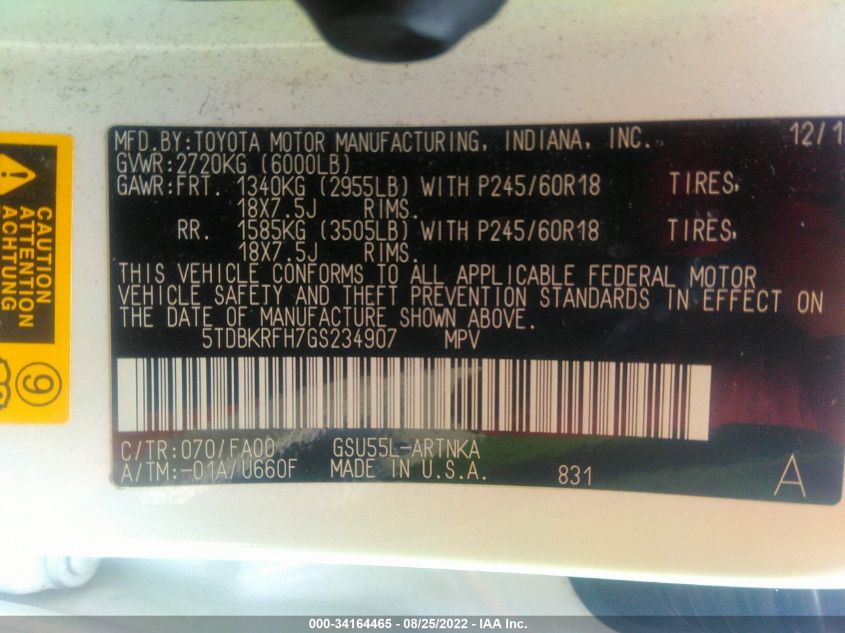 MFD.BY:TOYOTA MOTOR MANUFACTURING, INDIANA, INC. 12/1
GVWR:2720KG (6000LB)
GAWR:FRT. 1340KG (2955LB) WITH P245/60R18 TIRES,
18X7.5J RIMS.
RR. 1585KG (3505LB) WITH P245/60R18 TIRES,
18X7.5J RIMS.
THIS VEHICLE CONFORMS TO ALL APPLICABLE FEDERAL MOTOR
VEHICLE SAFETY AND THEFT PREVENTION STANDARDS IN EFFECT ON
THE DATE OF MANUFACTURE SHOWN ABOVE.
5TDBKRFH7GS234907 MPV
C/TR:070/FA00 GSU55L-ARTNKA
A/TM:-01A/U660F MADE IN U.S.A. 831 A
CAUTION
ATTENTION
ACHTUNG
9
000-34164465 - 08/25/2022 - IAA Inc.